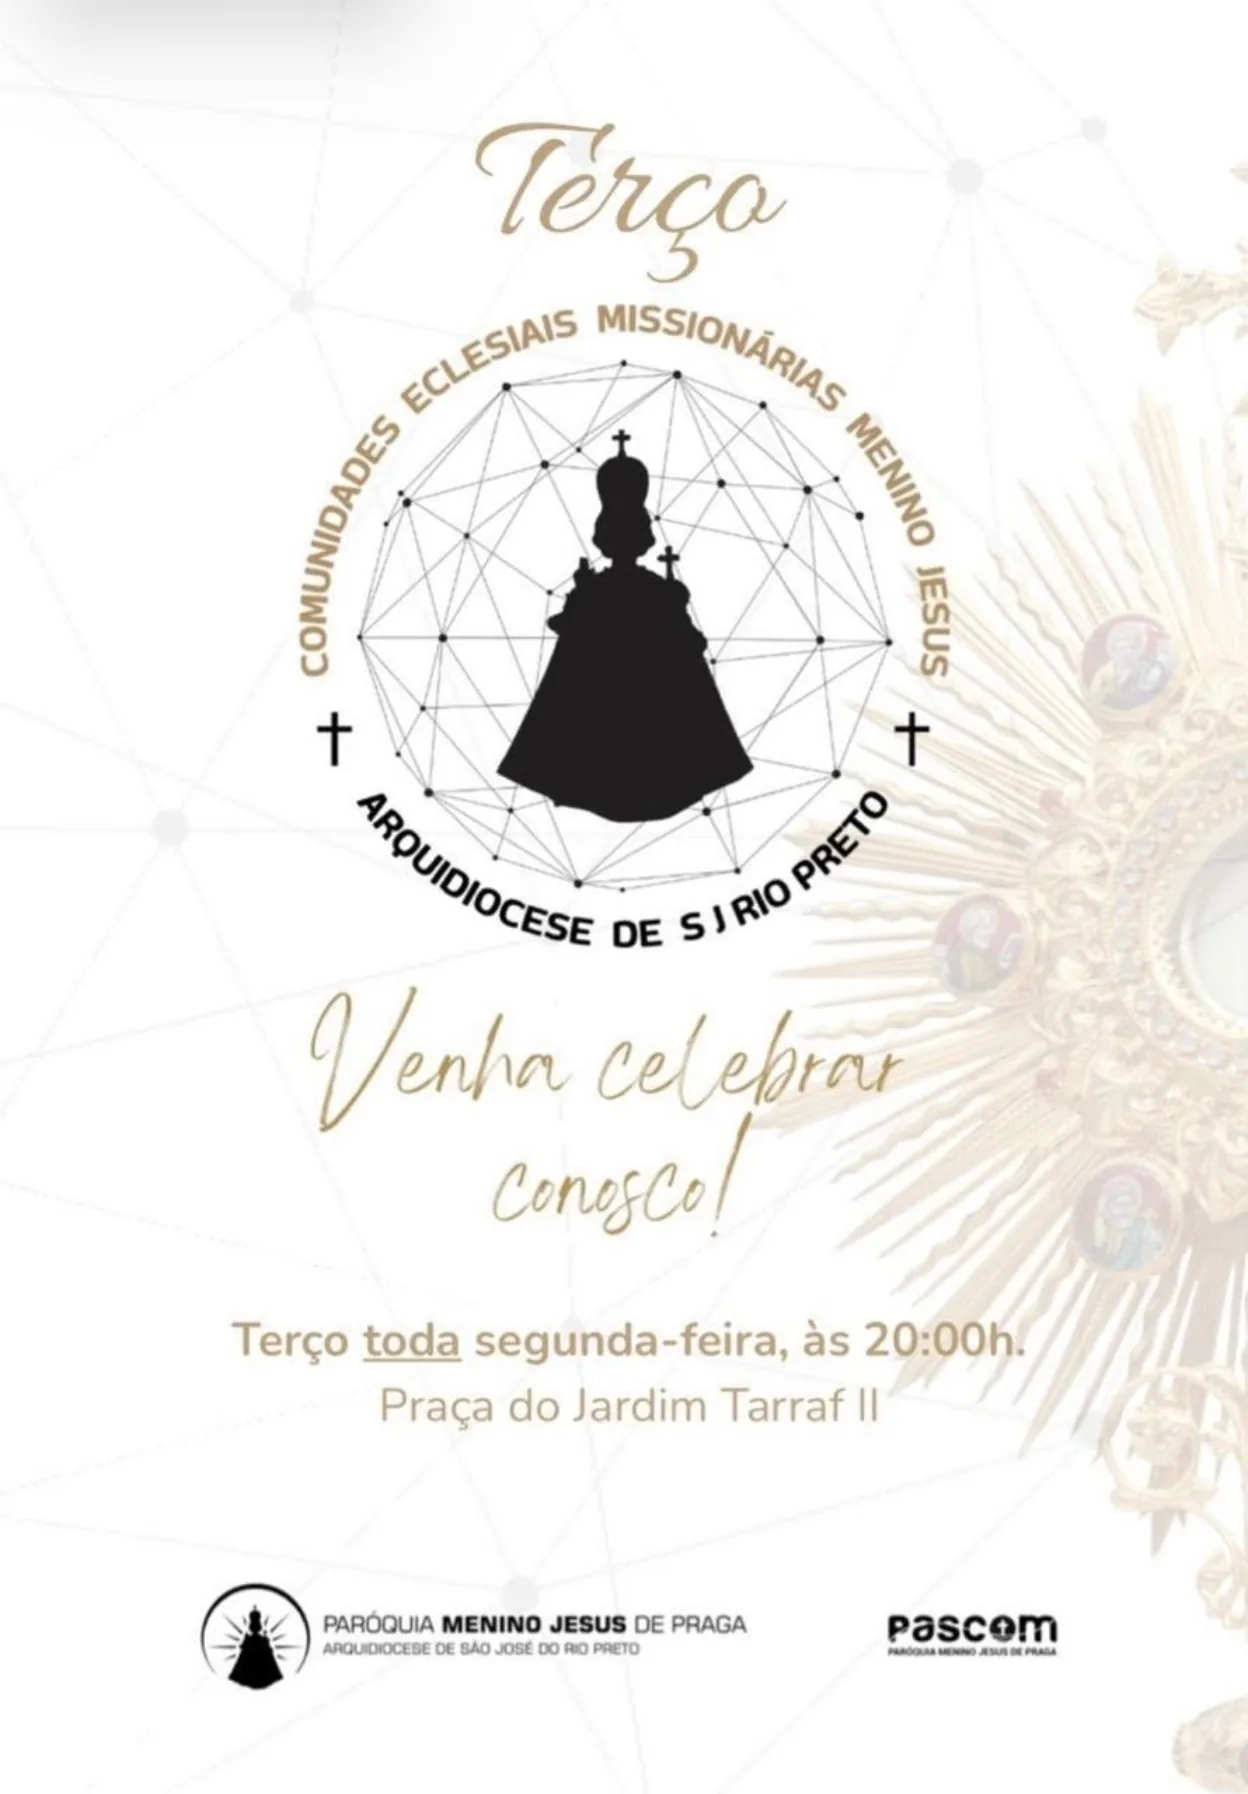 Terço
COMUNIDADES ECLESIAIS MISSIONÁRIAS MENINO JESUS
ARQUIDIOCESE DE S J RIO PRETO
Venha celebrar
conosco!
Terço toda segunda-feira, às 20:00h.
Praça do Jardim Tarraf II
PARÓQUIA MENINO JESUS DE PRAGA
ARQUIDIOCESE DE SÃO JOSÉ DO RIO PRETO
Pascom
PARÓQUIA MENINO JESUS DE PRAGA